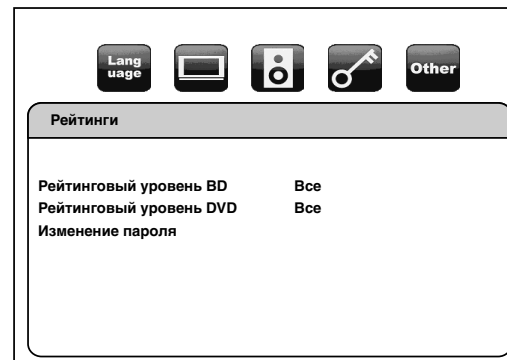 Lang
uage
Other
Рейтинги
Рейтинговый уровень BD Все
Рейтинговый уровень DVD Все
Изменение пароля